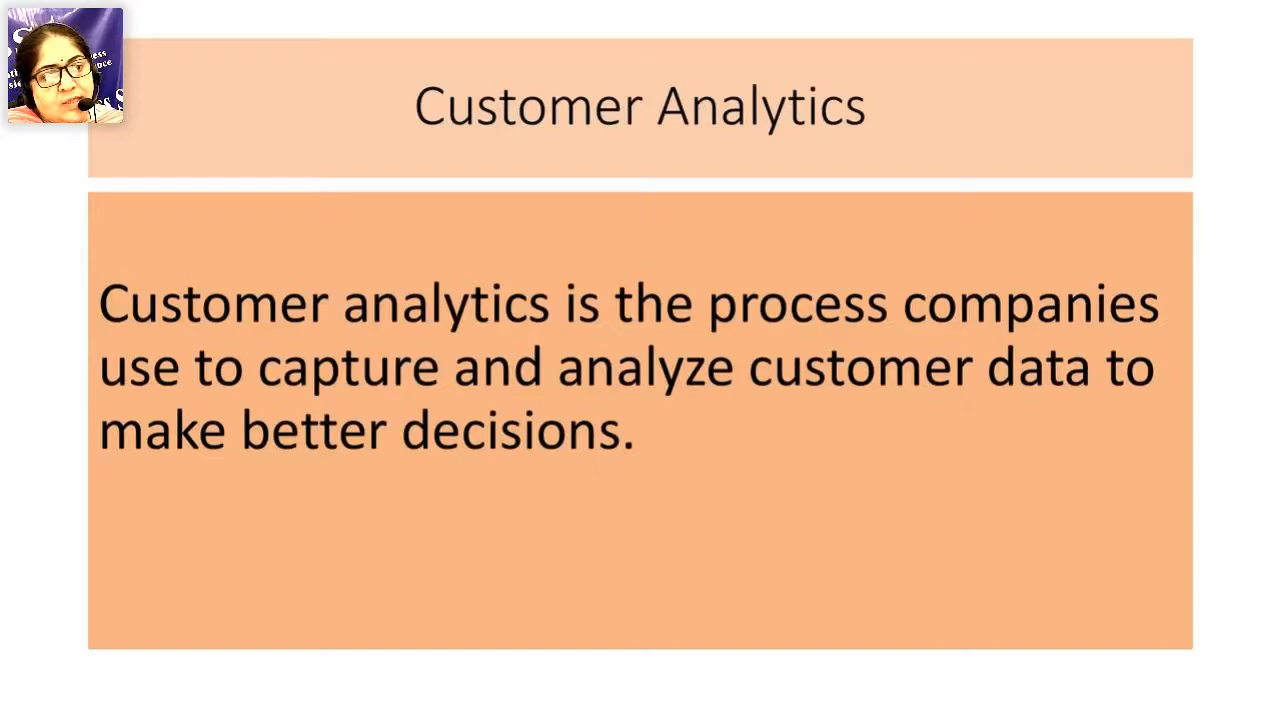 Customer Analytics
Customer analytics is the process companies
use to capture and analyze customer data to
make better decisions.